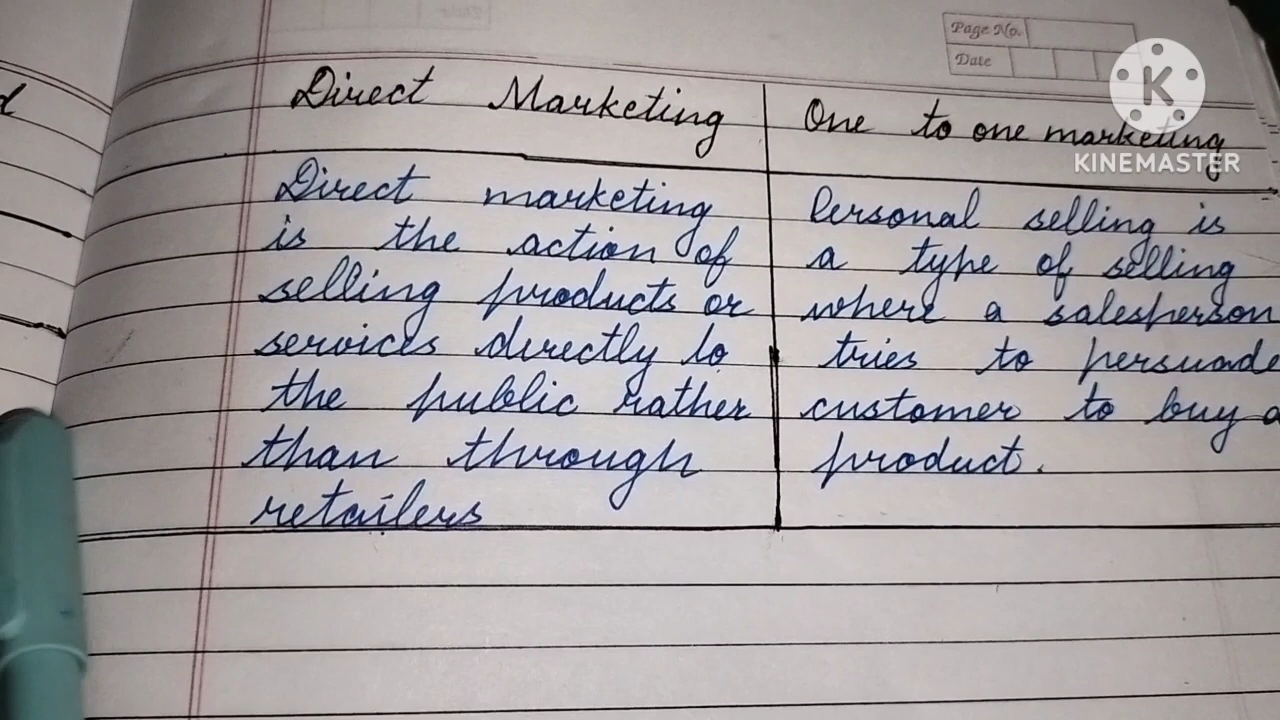 Page No.
Date
K
KINEMASTER
Direct Marketing
Direct marketing
is the action of
selling products or
services directly to
the public rather
than through
retailers
One to one marketing
Personal selling is
a type of selling
where a salesperson
tries to persuade
customer to buy a
product.